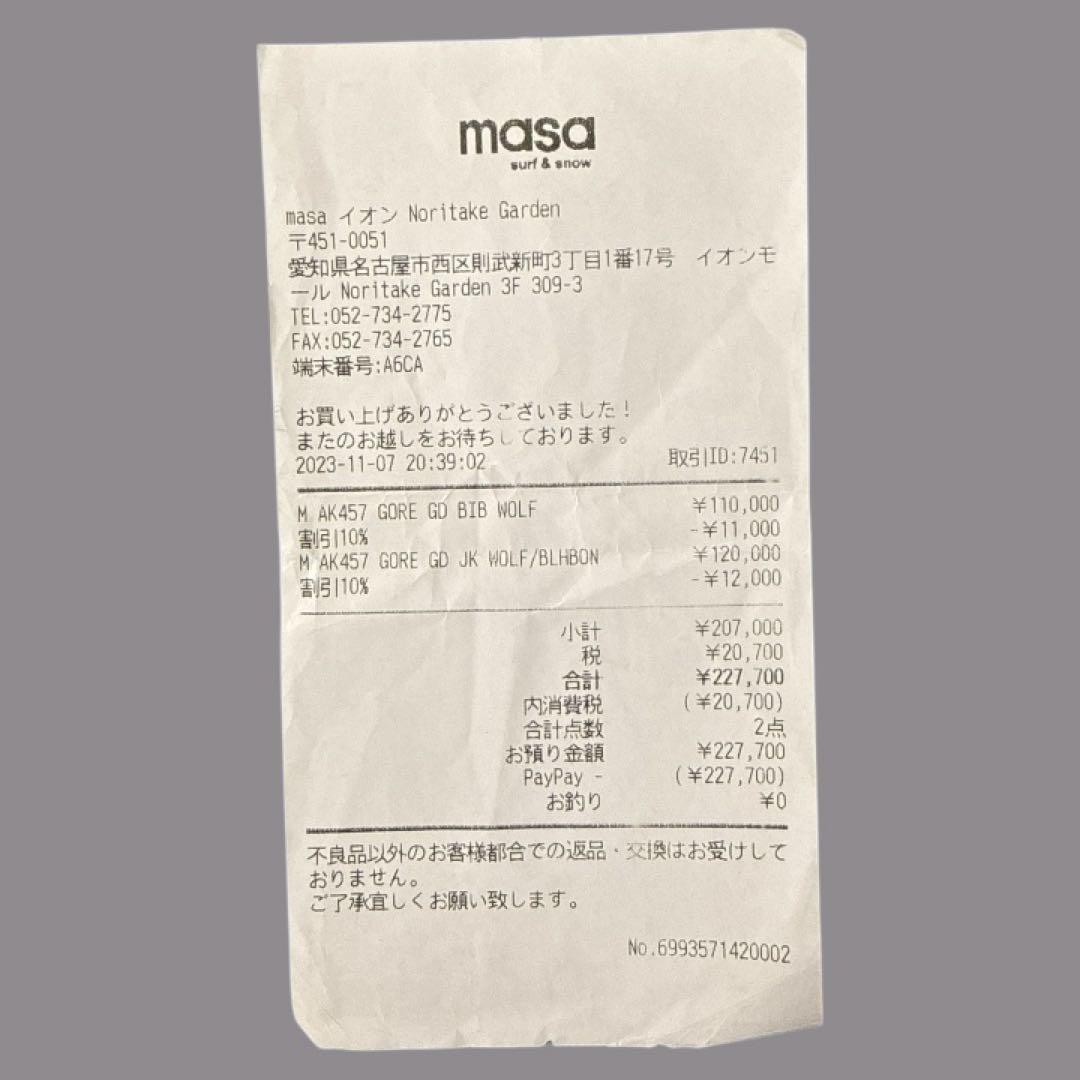 masa
surf & snow
masa イオン Noritake Garden
〒451-0051
愛知県名古屋市西区則武新町3丁目1番17号　イオンモ
ール Noritake Garden 3F 309-3
TEL:052-734-2775
FAX:052-734-2765
端末番号:A6CA
お買い上げありがとうございました！
またのお越しをお待ちしております。
2023-11-07 20:39:02 取引ID:7451
M AK457 GORE GD BIB WOLF ¥110,000
割引10% -¥11,000
M AK457 GORE GD JK WOLF/BLHBON ¥120,000
割引10% -¥12,000
小計 ¥207,000
税 ¥20,700
合計 ¥227,700
内消費税 (¥20,700)
合計点数 2点
お預り金額 ¥227,700
PayPay - (¥227,700)
お釣り ¥0
不良品以外のお客様都合での返品・交換はお受けして
おりません。
ご了承宜しくお願い致します。
No.6993571420002